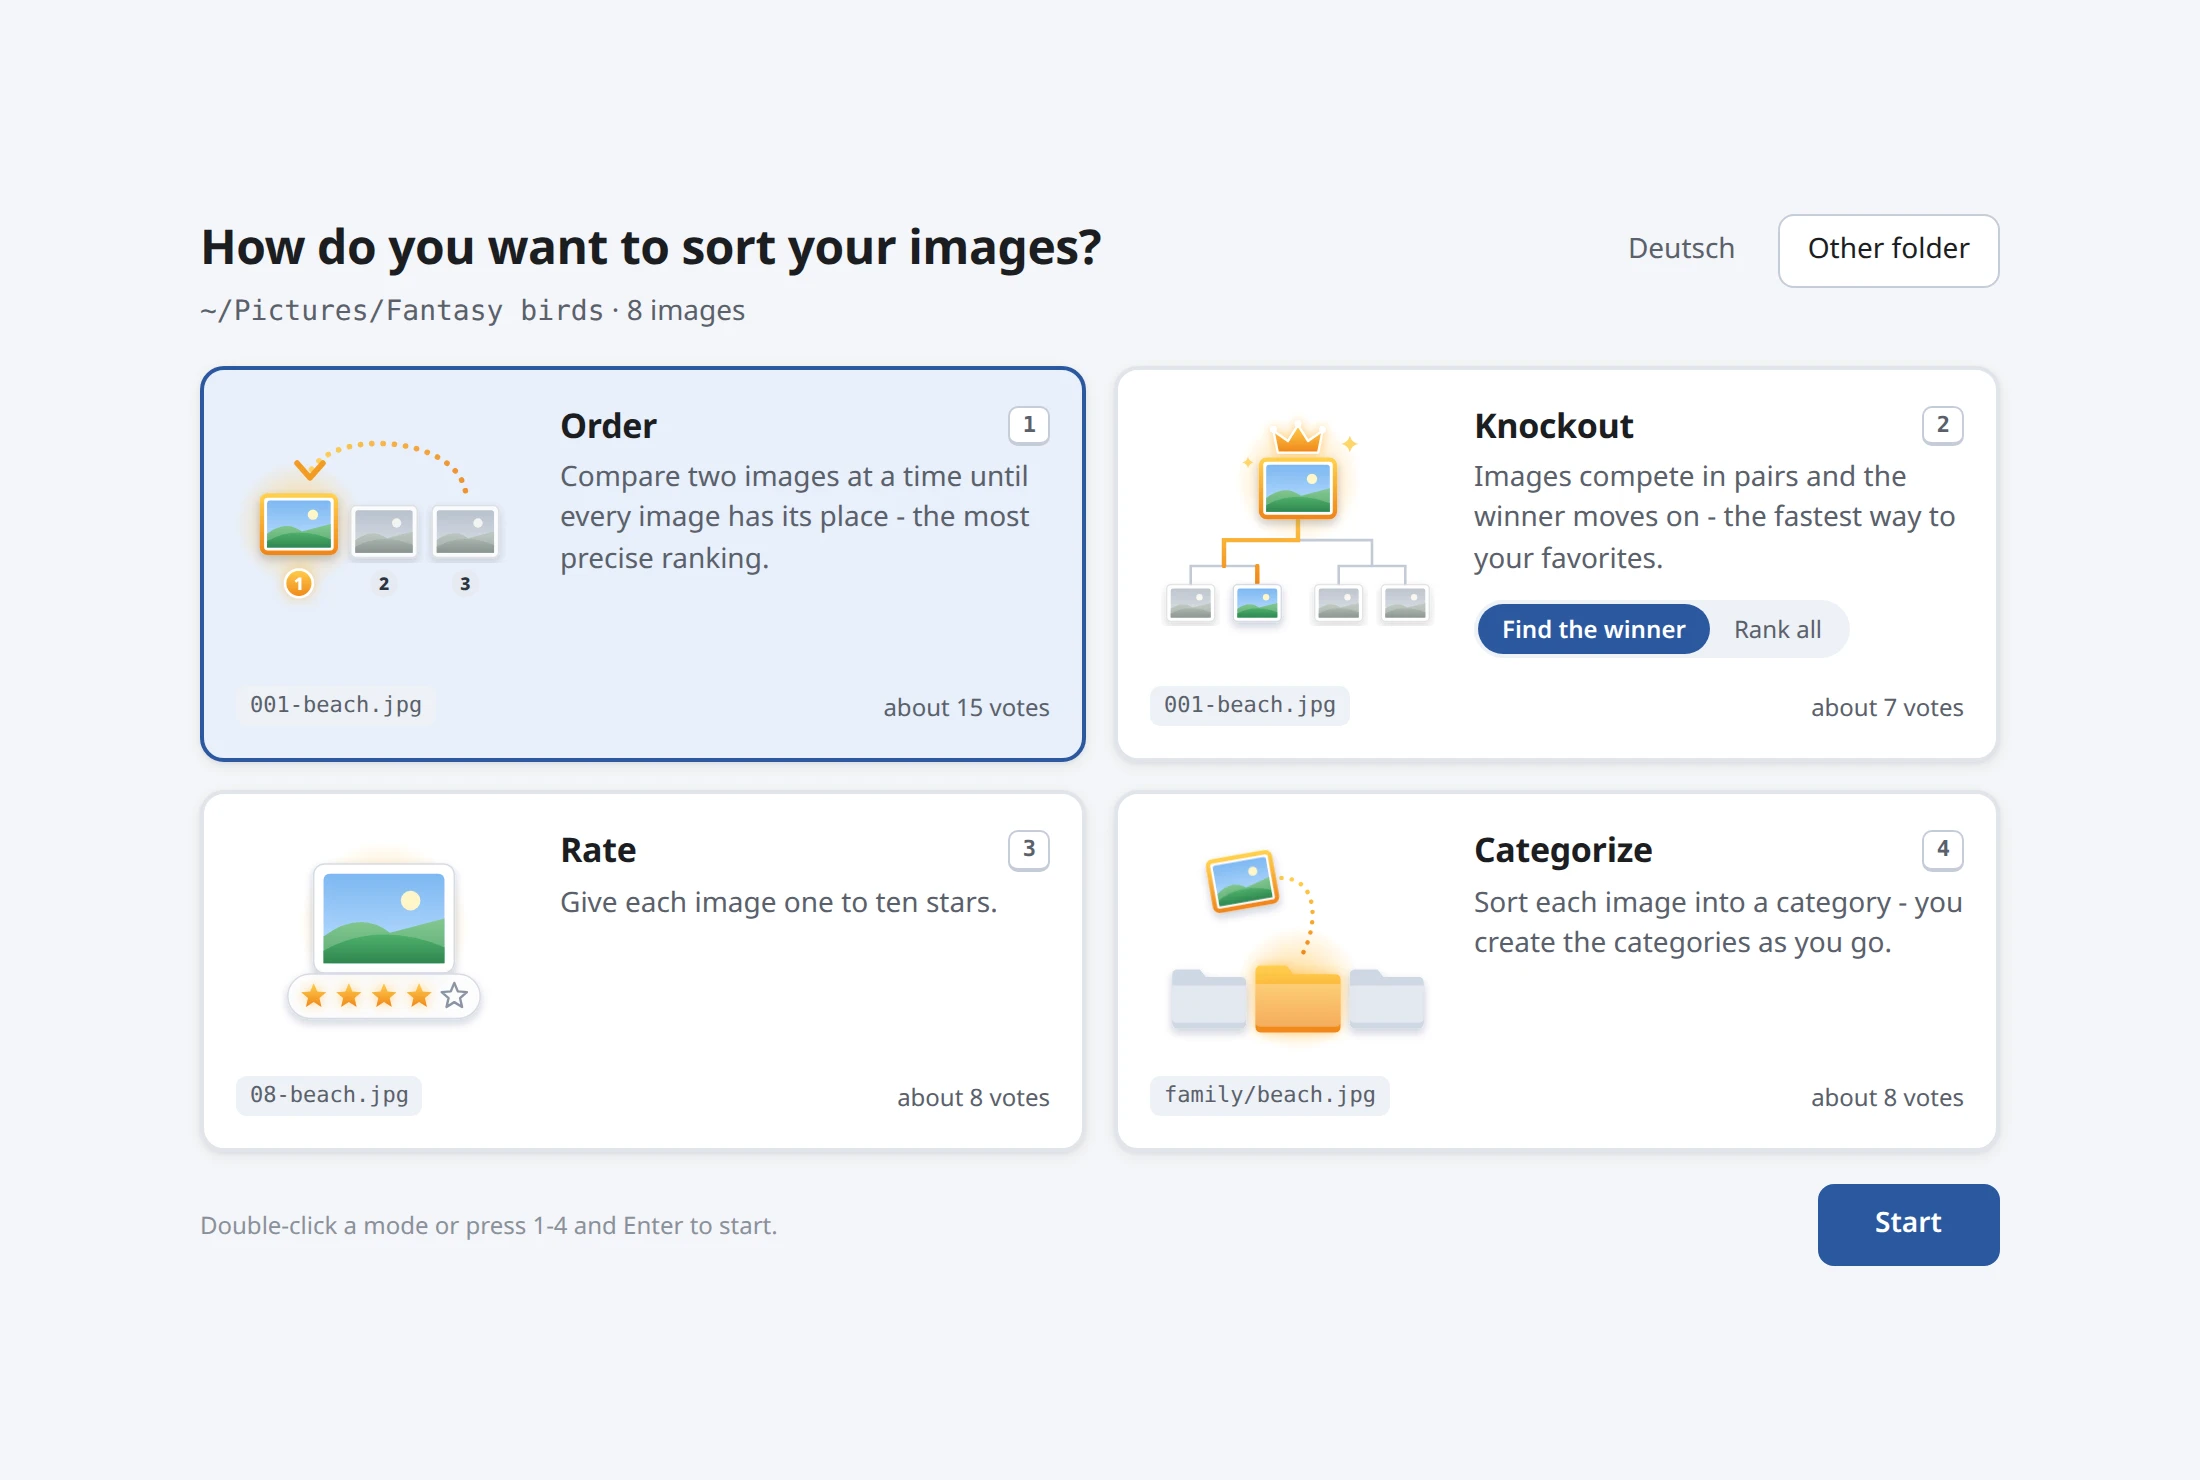 How do you want to sort your images?
Deutsch
Other folder
~/Pictures/Fantasy birds · 8 images
Order
1
Compare two images at a time until
every image has its place - the most
precise ranking.
1
2
3
001-beach.jpg
about 15 votes
Knockout
2
Images compete in pairs and the
winner moves on - the fastest way to
your favorites.
Find the winner
Rank all
001-beach.jpg
about 7 votes
Rate
3
Give each image one to ten stars.
08-beach.jpg
about 8 votes
Categorize
4
Sort each image into a category - you
create the categories as you go.
family/beach.jpg
about 8 votes
Double-click a mode or press 1-4 and Enter to start.
Start